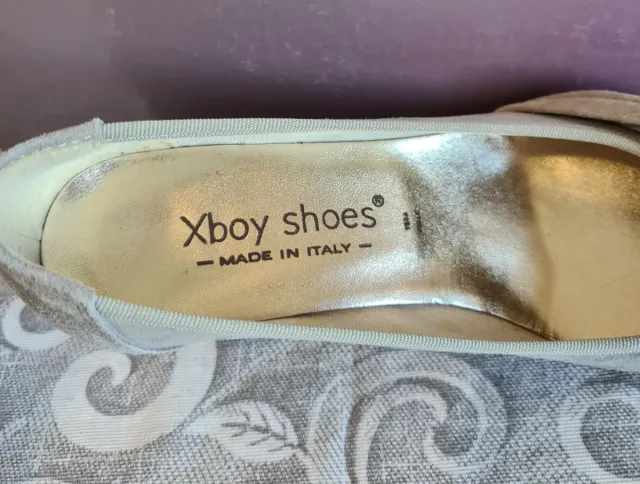 Xboy shoes®
— MADE IN ITALY —